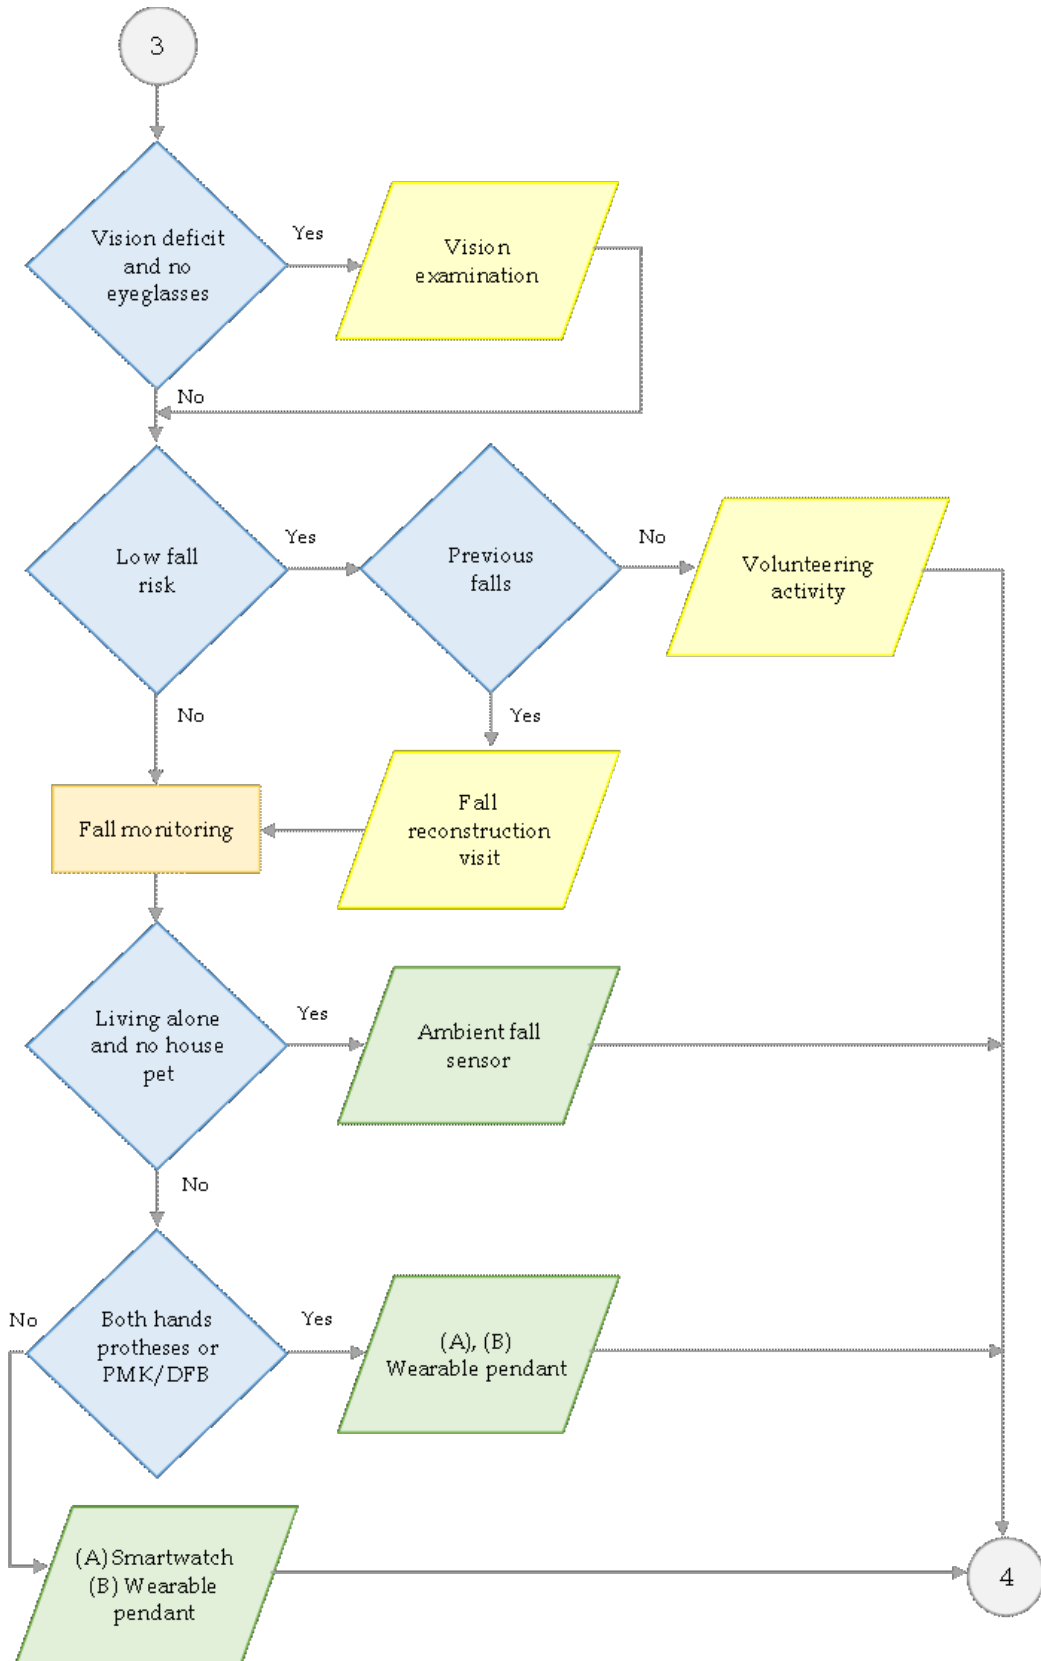 3
Vision deficit
and no
eyeglasses
Yes
Vision
examination
No
Low fall
risk
Yes
Previous
falls
No
Volunteering
activity
No
Yes
Fall monitoring
Fall
reconstruction
visit
Living alone
and no house
pet
Yes
Ambient fall
sensor
No
No
Both hands
protheses or
PMK/DFB
Yes
(A), (B)
Wearable pendant
(A) Smartwatch
(B) Wearable
pendant
4